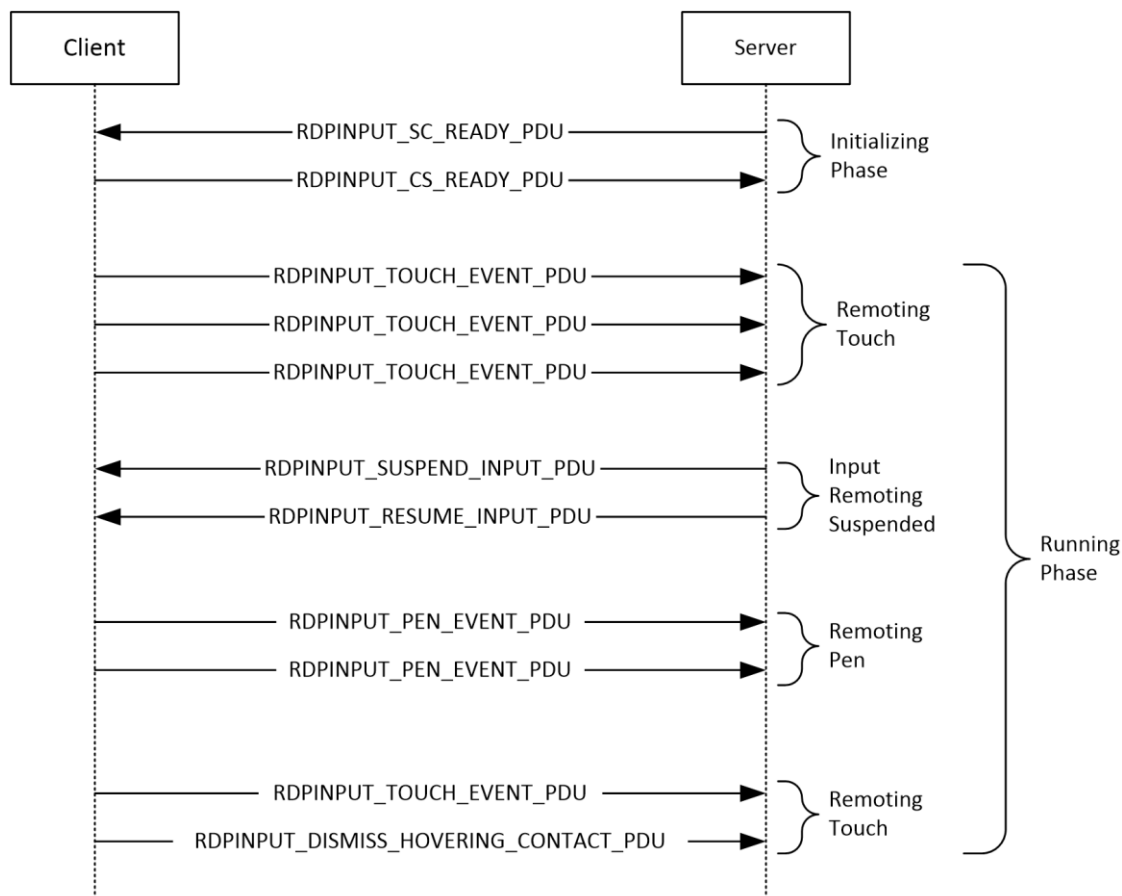 Client
Server
RDPINPUT_SC_READY_PDU
Initializing
Phase
RDPINPUT_CS_READY_PDU
RDPINPUT_TOUCH_EVENT_PDU
RDPINPUT_TOUCH_EVENT_PDU
RDPINPUT_TOUCH_EVENT_PDU
Remoting
Touch
RDPINPUT_SUSPEND_INPUT_PDU
RDPINPUT_RESUME_INPUT_PDU
Input
Remoting
Suspended
Running
Phase
RDPINPUT_PEN_EVENT_PDU
RDPINPUT_PEN_EVENT_PDU
Remoting
Pen
RDPINPUT_TOUCH_EVENT_PDU
RDPINPUT_DISMISS_HOVERING_CONTACT_PDU
Remoting
Touch